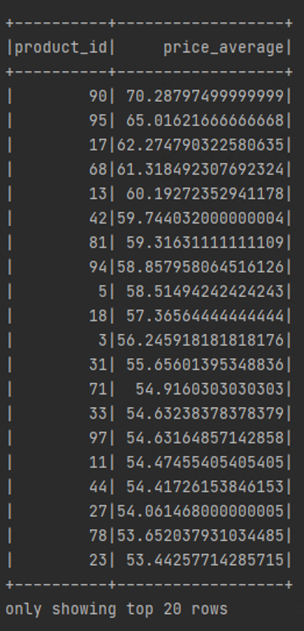 +----------+-----------------+
|product_id|    price_average|
+----------+-----------------+
|        90| 70.28797499999999|
|        95| 65.01621666666668|
|        17|62.274790322580635|
|        68|61.318492307692324|
|        13| 60.19272352941178|
|        42|59.744032000000004|
|        81| 59.31631111111109|
|        94|58.857958064516126|
|         5| 58.51494242424243|
|        18| 57.36564444444444|
|         3|56.245918181818176|
|        31| 55.65601395348836|
|        71|  54.9160303030303|
|        33| 54.63238378378379|
|        97| 54.63164857142858|
|        11| 54.47455405405405|
|        44| 54.41726153846153|
|        27|54.061468000000005|
|        78|53.652037931034485|
|        23| 53.44257714285715|
+----------+-----------------+
only showing top 20 rows